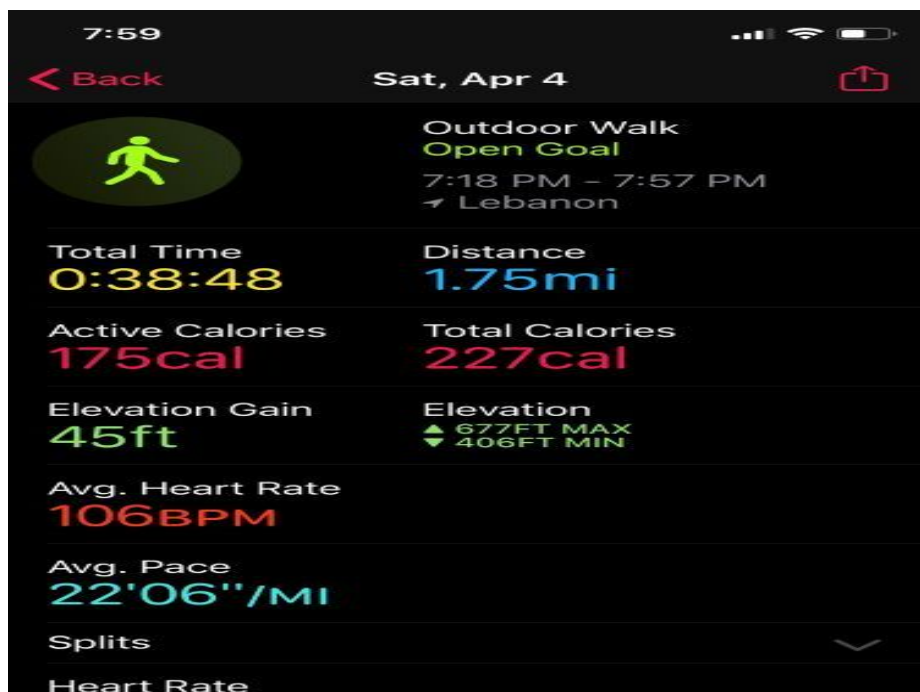 7:59
Back
Sat, Apr 4
Outdoor Walk
Open Goal
7:18 PM – 7:57 PM
Lebanon
Total Time
Distance
0:38:48
1.75mi
Active Calories
Total Calories
175cal
227cal
Elevation Gain
Elevation
45ft
677FT MAX
406FT MIN
Avg. Heart Rate
106BPM
Avg. Pace
22'06''/MI
Splits
Heart Rate